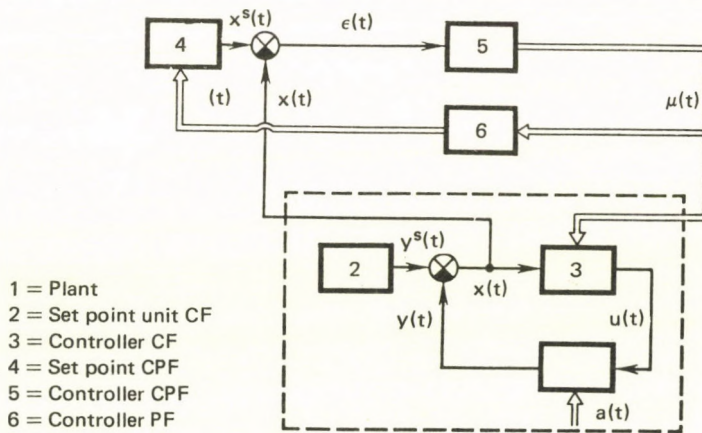 x^s(t)
4
ϵ(t)
5
(t)
x(t)
6
μ(t)
y^s(t)
2
x(t)
3
y(t)
u(t)
a(t)
1 = Plant
2 = Set point unit CF
3 = Controller CF
4 = Set point CPF
5 = Controller CPF
6 = Controller PF